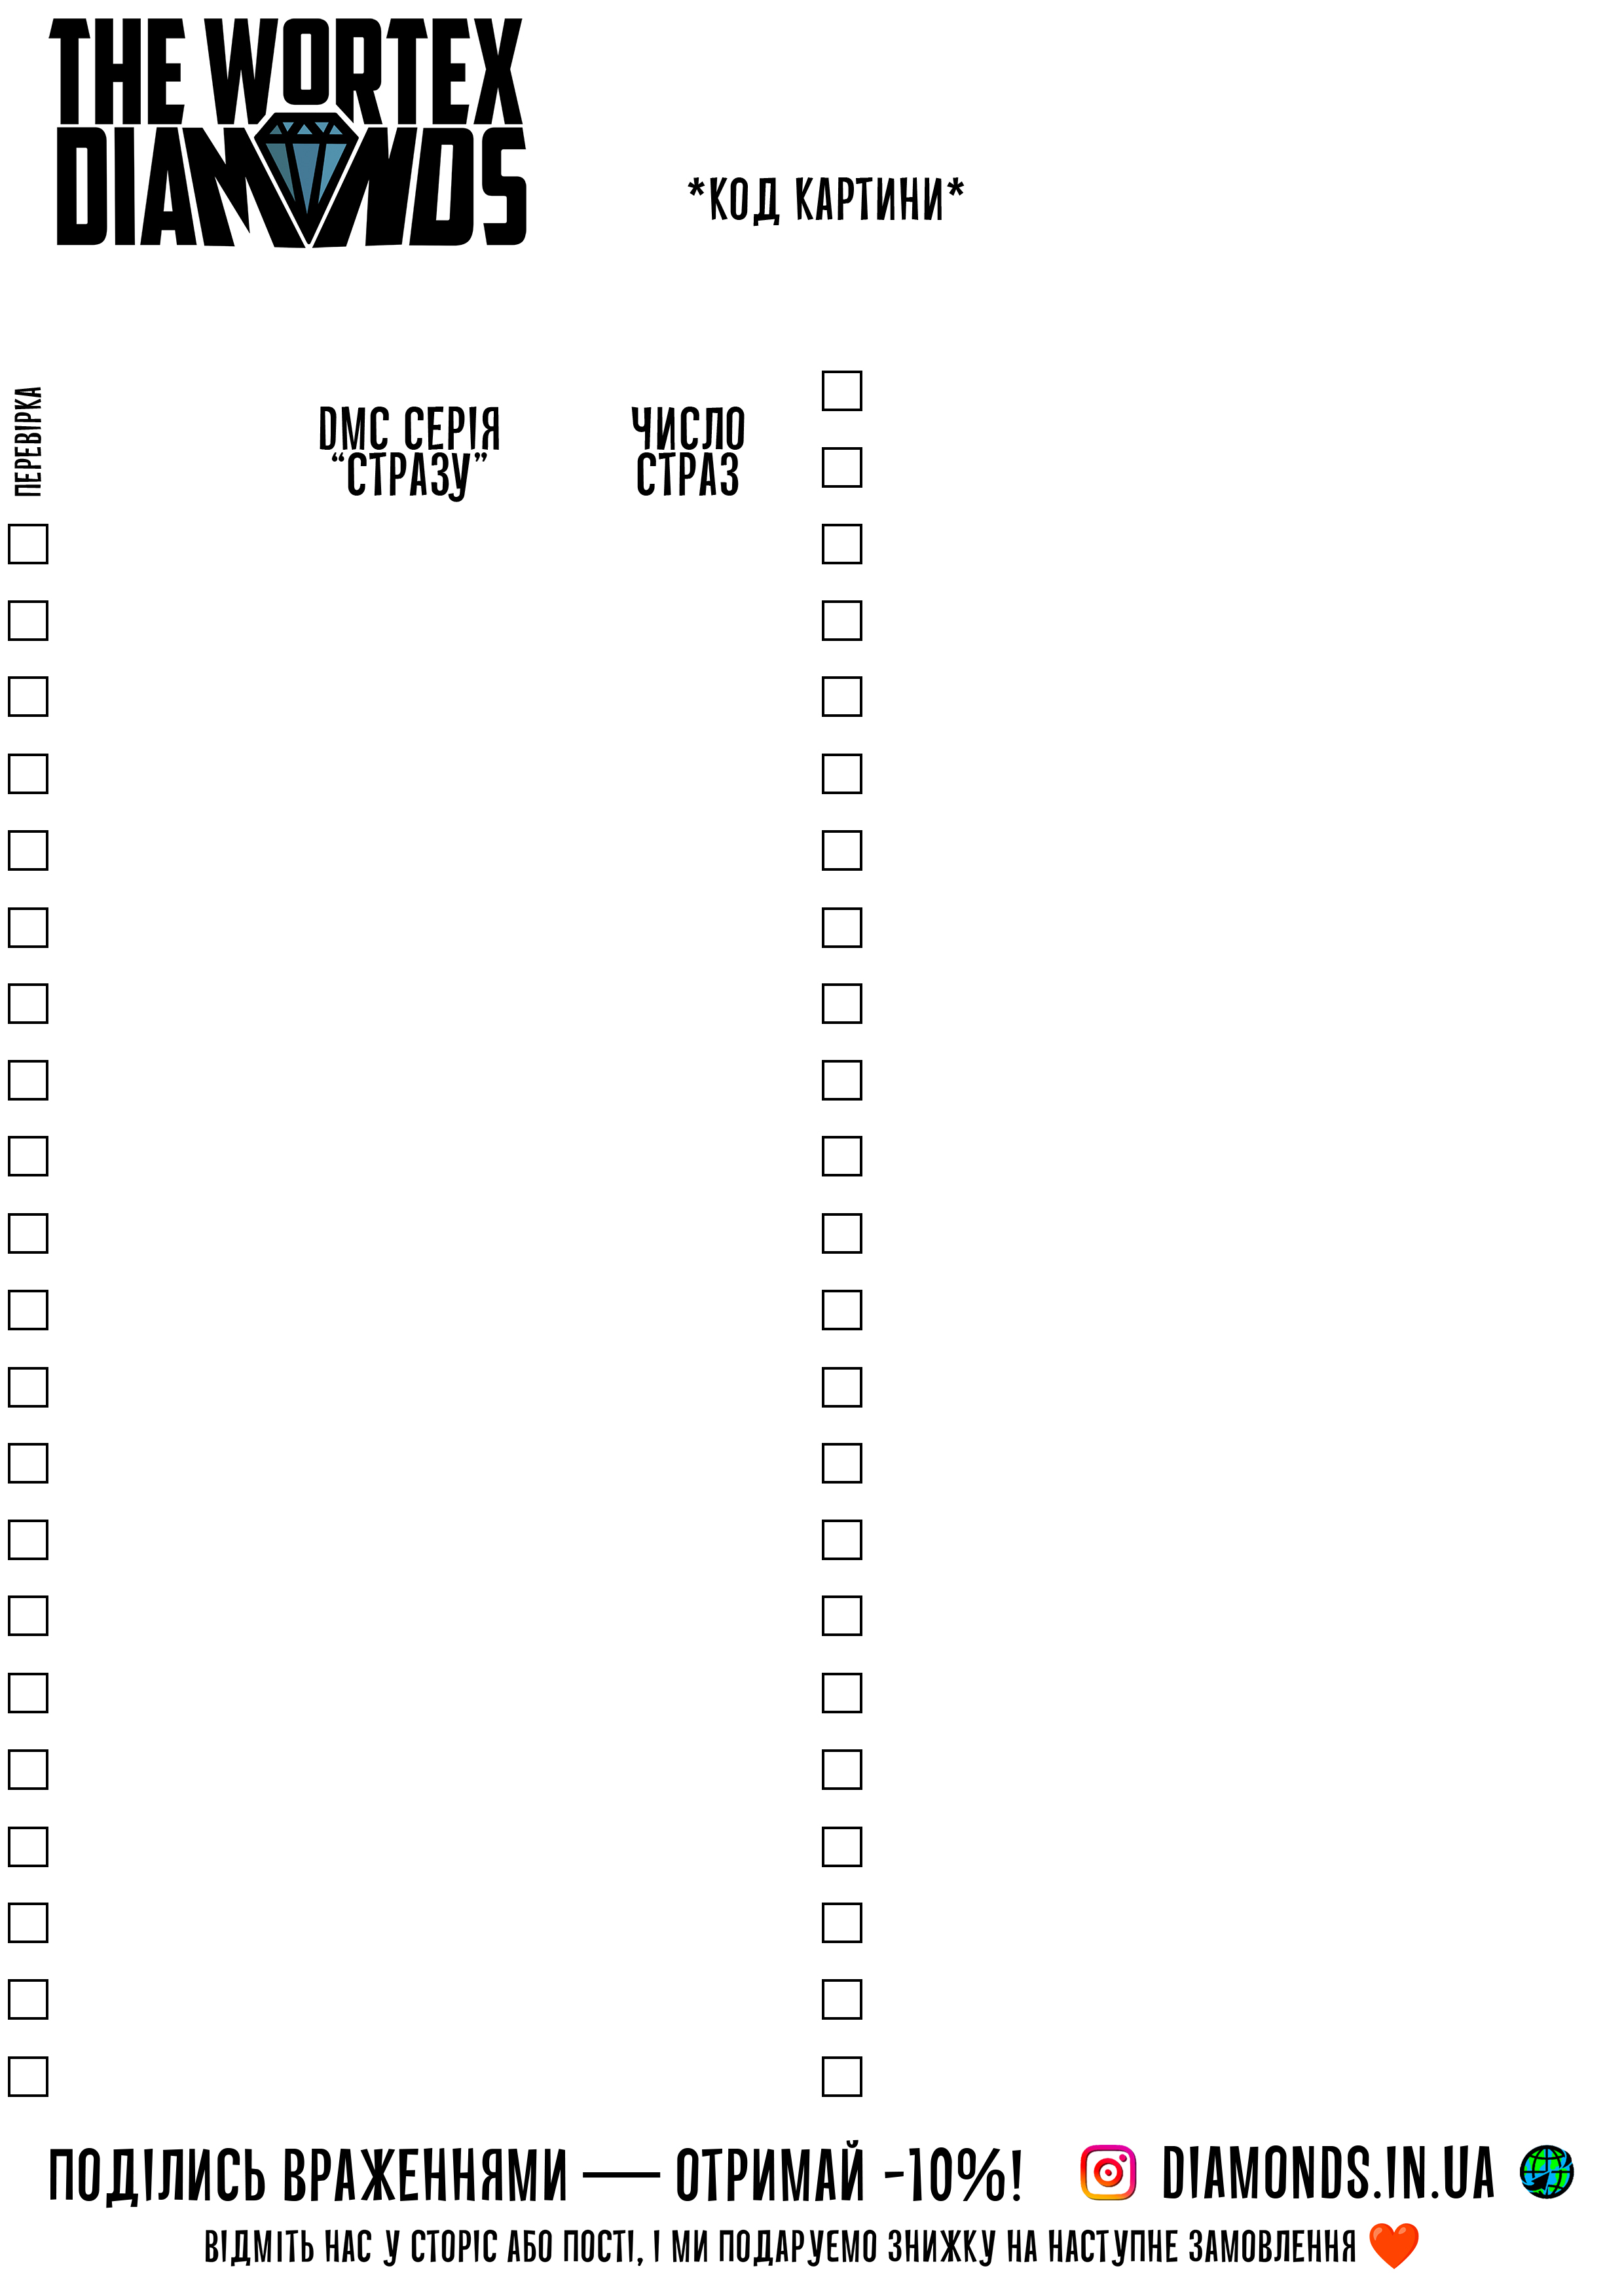 THE WORTEX
DIAMONDS
*КОД КАРТИНИ*
ПЕРЕВІРКА
DMC СЕРІЯ
“СТРАЗУ”
ЧИСЛО
СТРАЗ
ПОДІЛИСЬ ВРАЖЕННЯМИ — ОТРИМАЙ -10%!
DIAMONDS.IN.UA
ВІДМІТЬ НАС У СТОРІС АБО ПОСТІ, І МИ ПОДАРУЄМО ЗНИЖКУ НА НАСТУПНЕ ЗАМОВЛЕННЯ ❤️